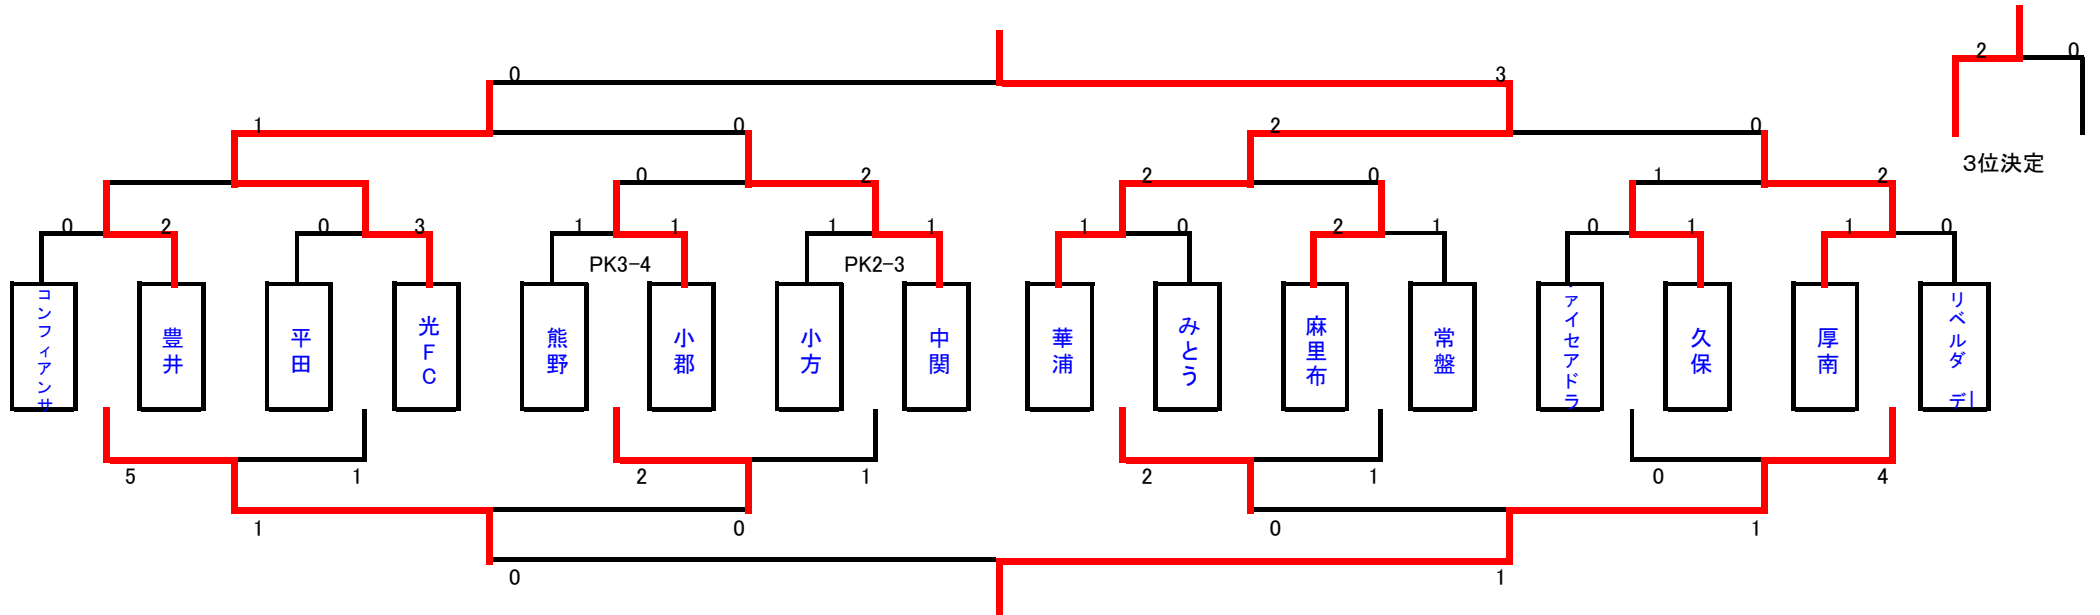 2 0
0 3
1 0 2 0
3位決定
0 2 2 0 1 2
0 2 0 3 1 1 1 1 1 0 2 1 0 1 1 0
PK3-4 PK2-3
コンフィアンサ
豊井
平田
光FC
熊野
小郡
小方
中関
華浦
みとう
麻里布
常盤
アイセアドラ
久保
厚南
リベルダーデ
5 1 2 1 2 1 0 4
1 0 0 1
0 1